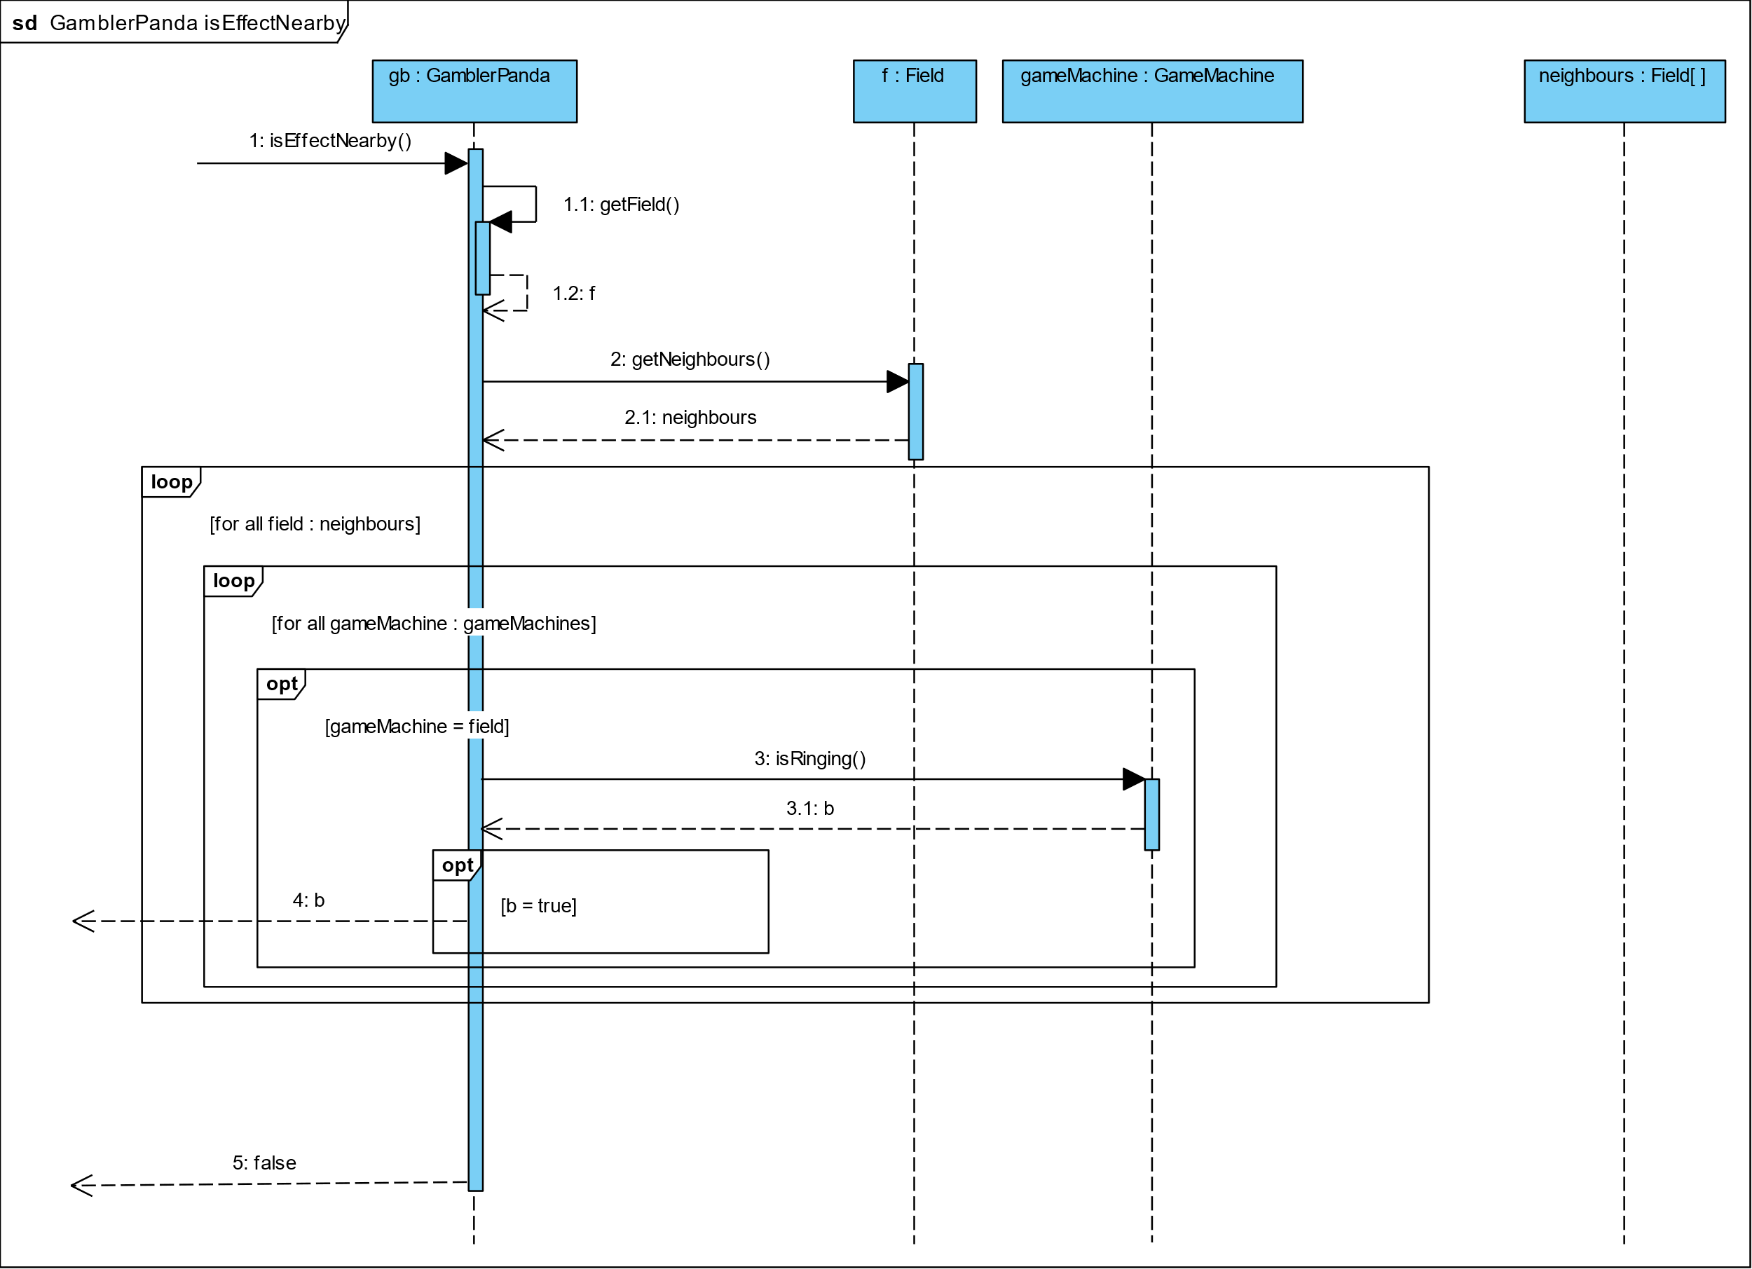 sd GamblerPanda isEffectNearby
gb : GamblerPanda
f : Field
gameMachine : GameMachine
neighbours : Field[ ]
1: isEffectNearby()
1.1: getField()
1.2: f
2: getNeighbours()
2.1: neighbours
loop
[for all field : neighbours]
loop
[for all gameMachine : gameMachines]
opt
[gameMachine = field]
3: isRinging()
3.1: b
opt
4: b
[b = true]
5: false